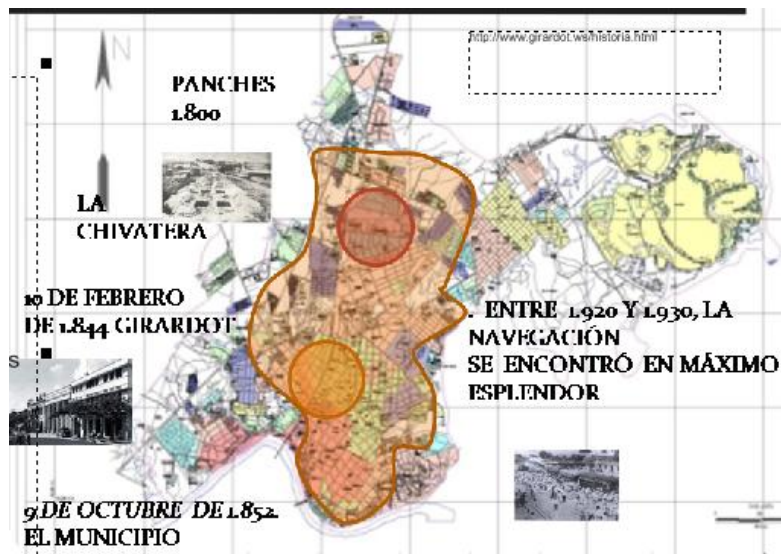 http://www.girardot.ws/historia.html
N
PANCHES
1.800
LA
CHIVATERA
10 DE FEBRERO
DE 1.844 GIRARDOT
. ENTRE 1.920 Y 1.930, LA
NAVEGACIÓN
SE ENCONTRÓ EN MÁXIMO
ESPLENDOR
S
9 DE OCTUBRE DE 1.852
EL MUNICIPIO